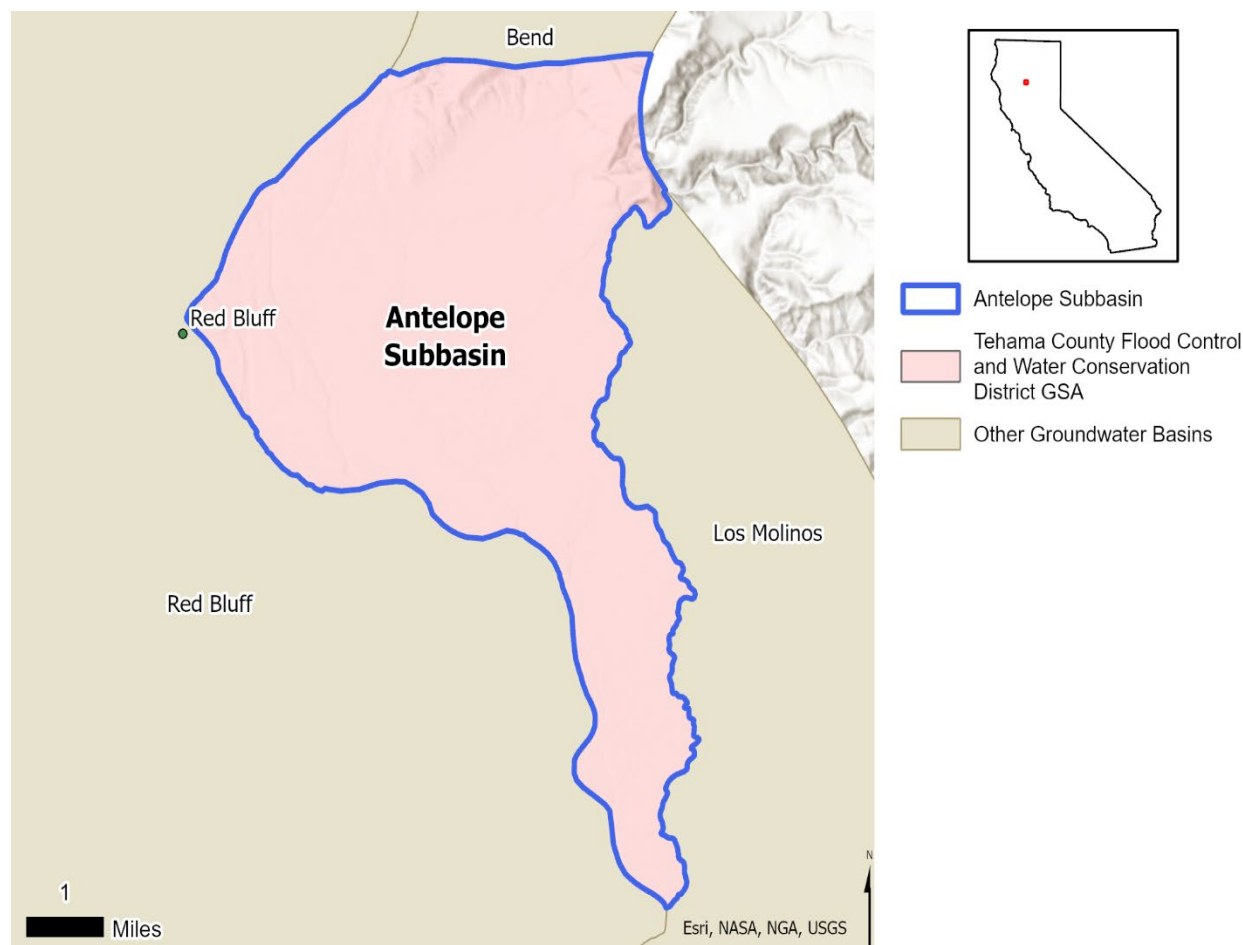 Bend
Red Bluff
Antelope
Subbasin
Los Molinos
Red Bluff
1
Miles
Esri, NASA, NGA, USGS
N
Antelope Subbasin
Tehama County Flood Control
and Water Conservation
District GSA
Other Groundwater Basins